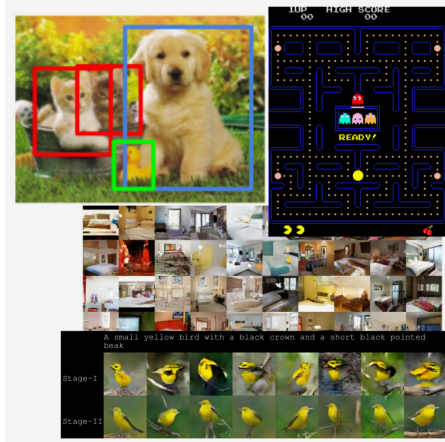 1UP HIGH SCORE
00 00
READY!
A small yellow bird with a black crown and a short black pointed
beak
Stage-I
Stage-II